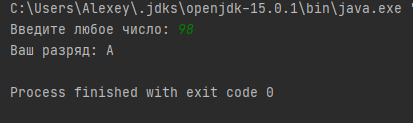 C:\Users\Alexey\.jdks\openjdk-15.0.1\bin\java.exe "
Введите любое число: 98
Ваш разряд: A
Process finished with exit code 0